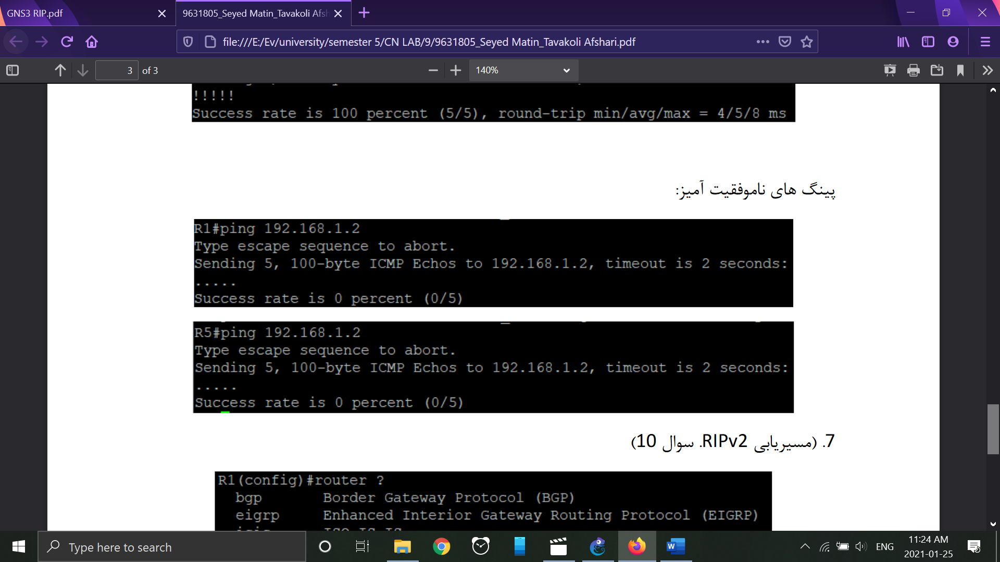 GNS3 RIP.pdf
9631805_Seyed Matin_Tavakoli Afsh
file:///E:/Ev/university/semester 5/CN LAB/9/9631805_Seyed Matin_Tavakoli Afshari.pdf
3 of 3
140%
!!!!!
Success rate is 100 percent (5/5), round-trip min/avg/max = 4/5/8 ms
پینگ های ناموفقیت آمیز:
R1#ping 192.168.1.2
Type escape sequence to abort.
Sending 5, 100-byte ICMP Echos to 192.168.1.2, timeout is 2 seconds:
.....
Success rate is 0 percent (0/5)
R5#ping 192.168.1.2
Type escape sequence to abort.
Sending 5, 100-byte ICMP Echos to 192.168.1.2, timeout is 2 seconds:
.....
Success rate is 0 percent (0/5)
7. (مسیریابی RIPv2. سوال 10)
R1(config)#router ?
bgp Border Gateway Protocol (BGP)
eigrp Enhanced Interior Gateway Routing Protocol (EIGRP)
Type here to search
ENG
11:24 AM
2021-01-25